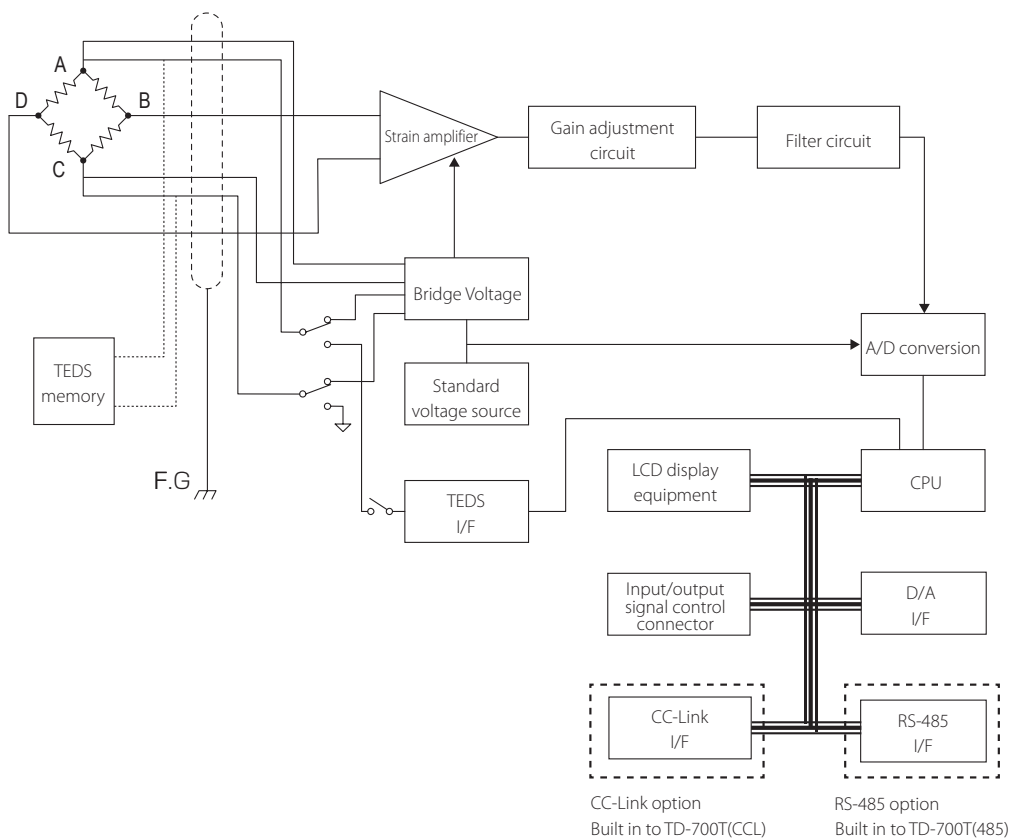 A
D
B
C
Strain amplifier
Gain adjustment
circuit
Filter circuit
Bridge Voltage
A/D conversion
TEDS
memory
Standard
voltage source
F.G
TEDS
I/F
LCD display
equipment
CPU
Input/output
signal control
connector
D/A
I/F
CC-Link
I/F
RS-485
I/F
CC-Link option
Built in to TD-700T(CCL)
RS-485 option
Built in to TD-700T(485)